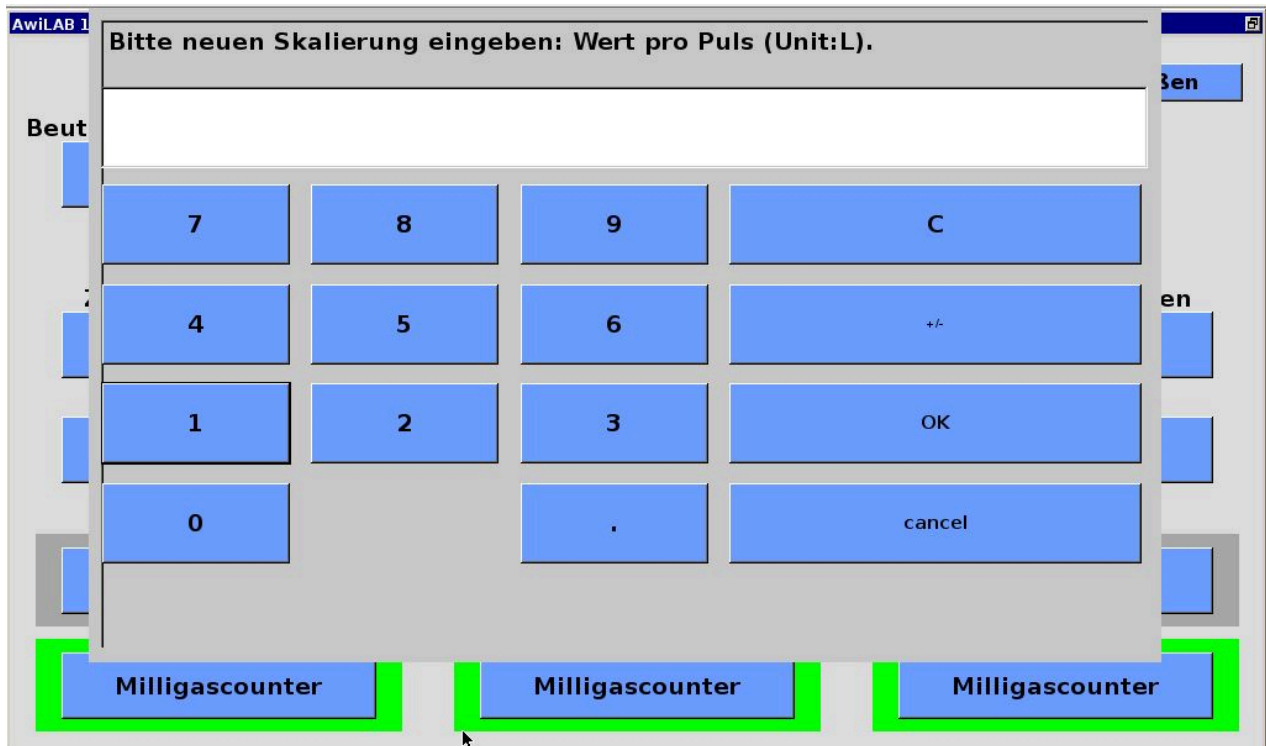 AwiLAB 1
Bitte neuen Skalierung eingeben: Wert pro Puls (Unit:L).
ßen
Beut
7 8 9 C
en
4 5 6 +/-
1 2 3 OK
0 . cancel
Milligascounter Milligascounter Milligascounter